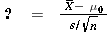 ? = X̄ - μ₀ / s/√n